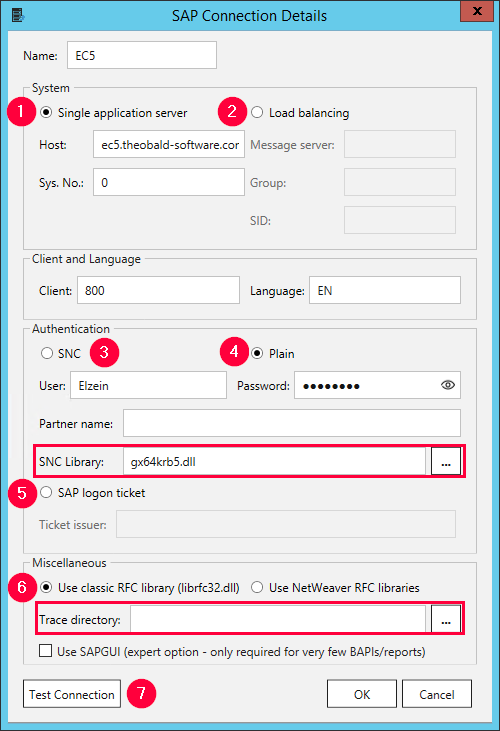 SAP Connection Details
X
Name: EC5
System
1 Single application server 2 Load balancing
Host: ec5.theobald-software.cor Message server:
Sys. No.: 0 Group:
SID:
Client and Language
Client: 800 Language: EN
Authentication
SNC 3 4 Plain
User: Elzein Password: ●●●●●●●●
Partner name:
SNC Library: gx64krb5.dll ...
5 SAP logon ticket
Ticket issuer:
Miscellaneous
6 Use classic RFC library (librfc32.dll) Use NetWeaver RFC libraries
Trace directory: ...
Use SAPGUI (expert option - only required for very few BAPIs/reports)
Test Connection 7 OK Cancel